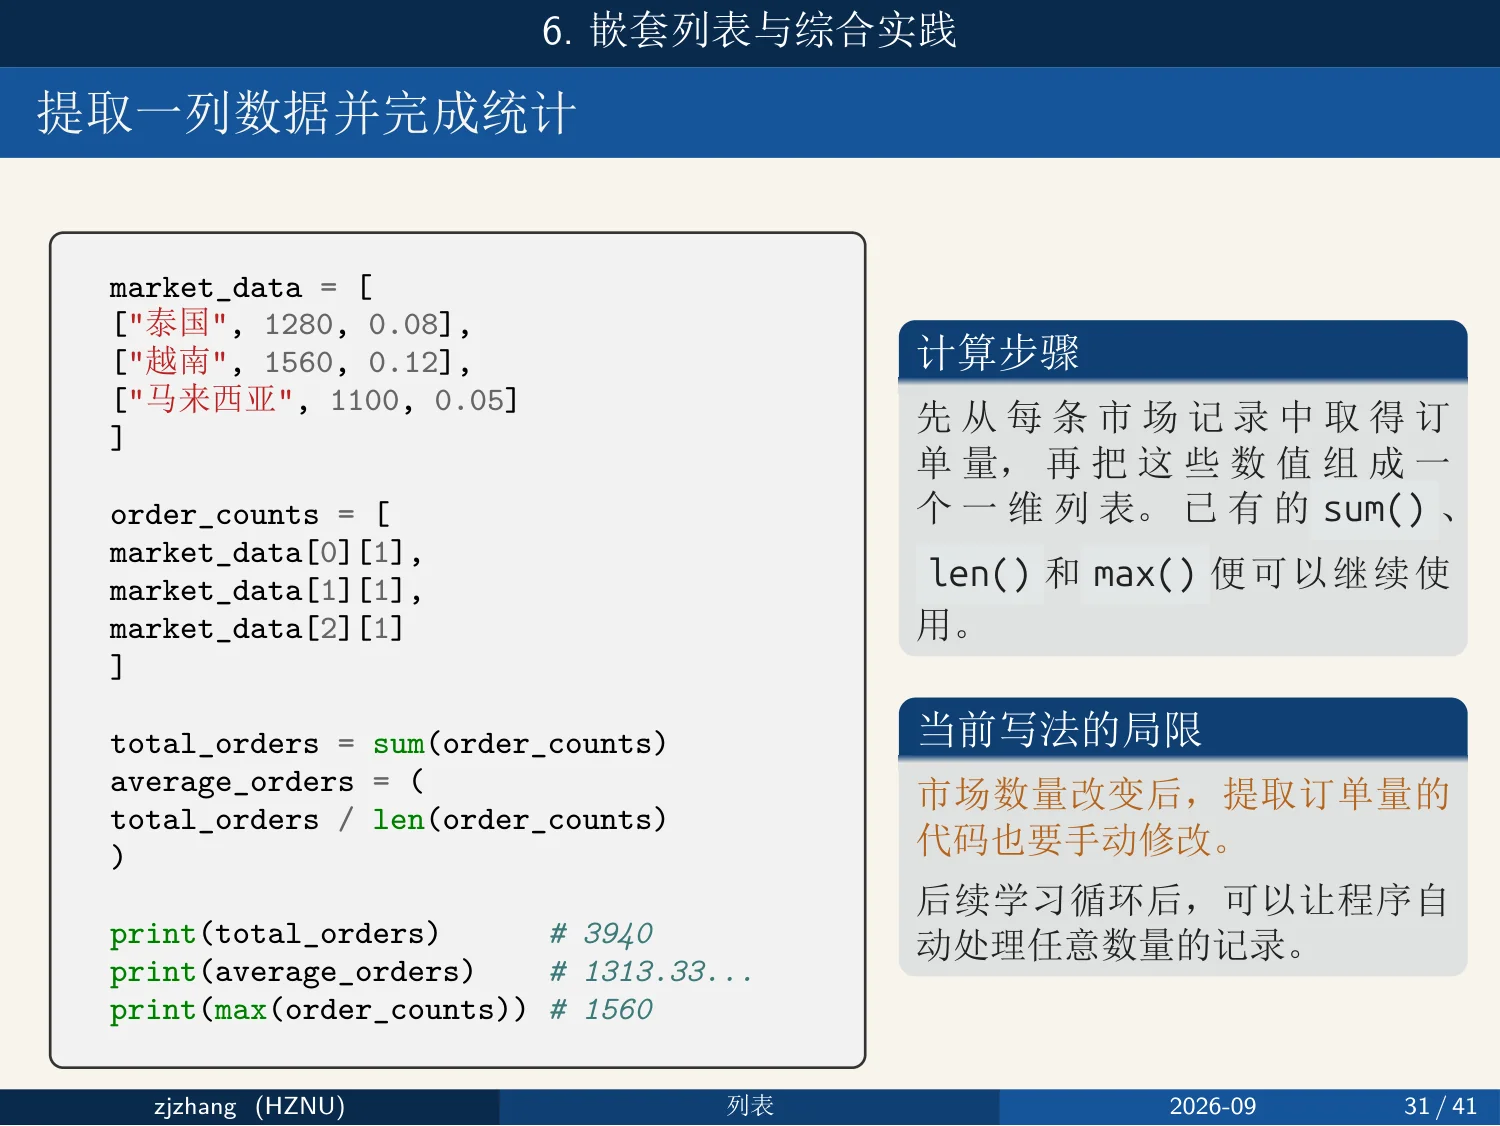 6. 嵌套列表与综合实践
提取一列数据并完成统计
market_data = [
["泰国", 1280, 0.08],
["越南", 1560, 0.12],
["马来西亚", 1100, 0.05]
]
order_counts = [
market_data[0][1],
market_data[1][1],
market_data[2][1]
]
total_orders = sum(order_counts)
average_orders = (
total_orders / len(order_counts)
)
print(total_orders) # 3940
print(average_orders) # 1313.33...
print(max(order_counts)) # 1560
计算步骤
先从每条市场记录中取得订
单量，再把这些数值组成一
个一维列表。已有的 sum()、
len() 和 max() 便可以继续使
用。
当前写法的局限
市场数量改变后，提取订单量的
代码也要手动修改。
后续学习循环后，可以让程序自
动处理任意数量的记录。
zjzhang (HZNU) 列表 2026-09 31 / 41